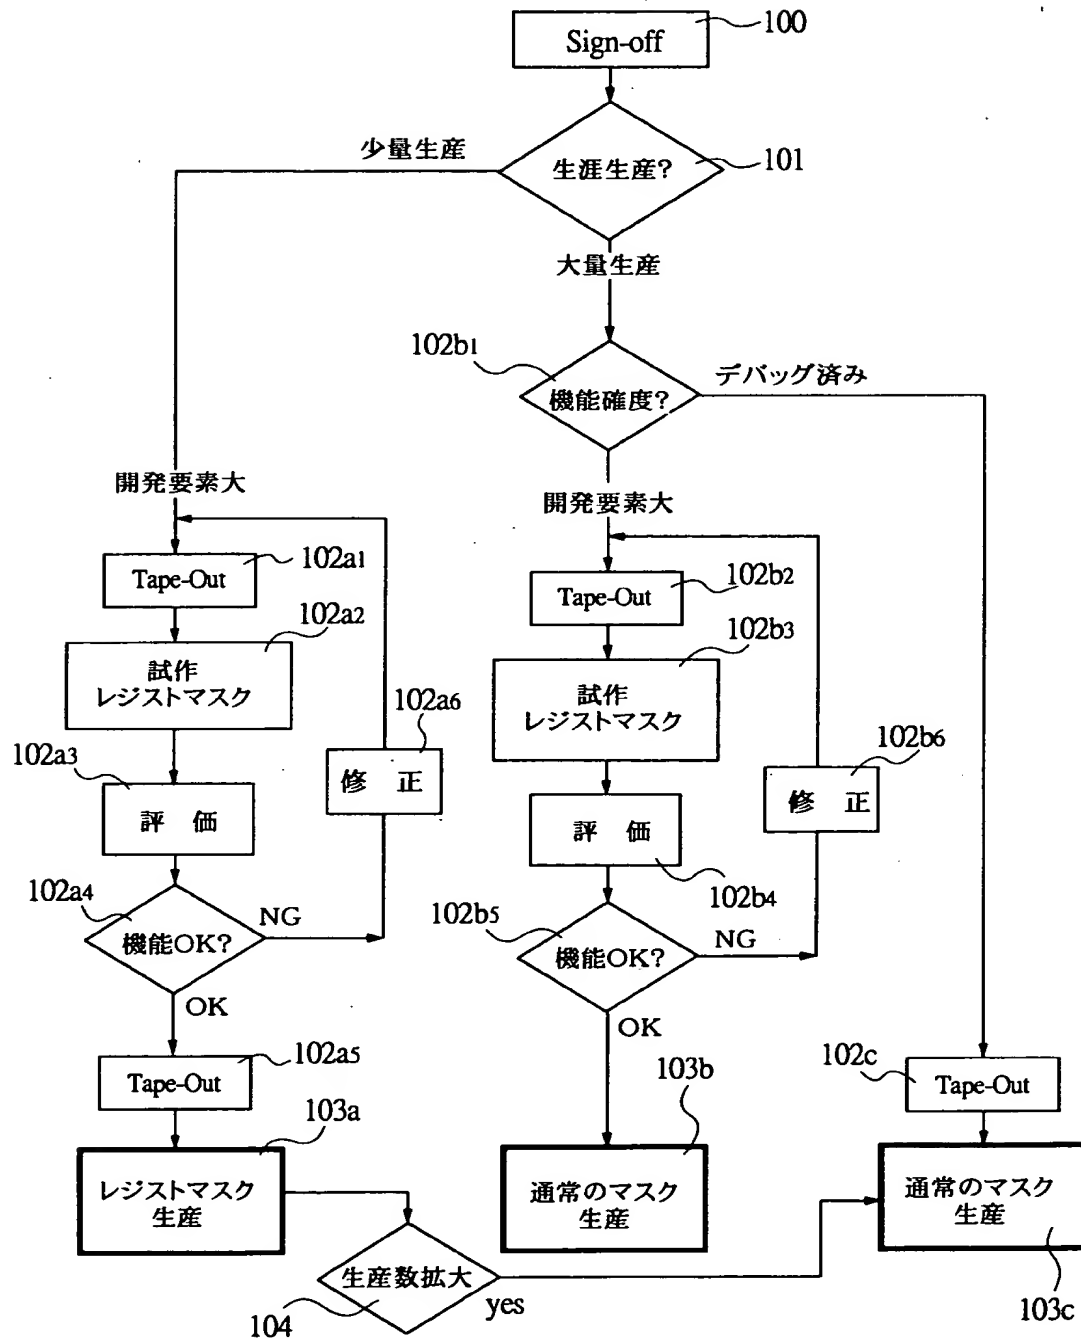 100
Sign-off
少量生産
生涯生産？
101
大量生産
102b1
機能確度？
デバッグ済み
開発要素大
開発要素大
102a1
Tape-Out
102b2
Tape-Out
102a2
試作
レジストマスク
102b3
試作
レジストマスク
102a6
修 正
102b6
修 正
102a3
評 価
評 価
102b4
102a4
機能OK？
NG
102b5
機能OK？
NG
OK
OK
102a5
Tape-Out
102c
Tape-Out
103a
レジストマスク
生産
103b
通常のマスク
生産
通常のマスク
生産
103c
生産数拡大
yes
104